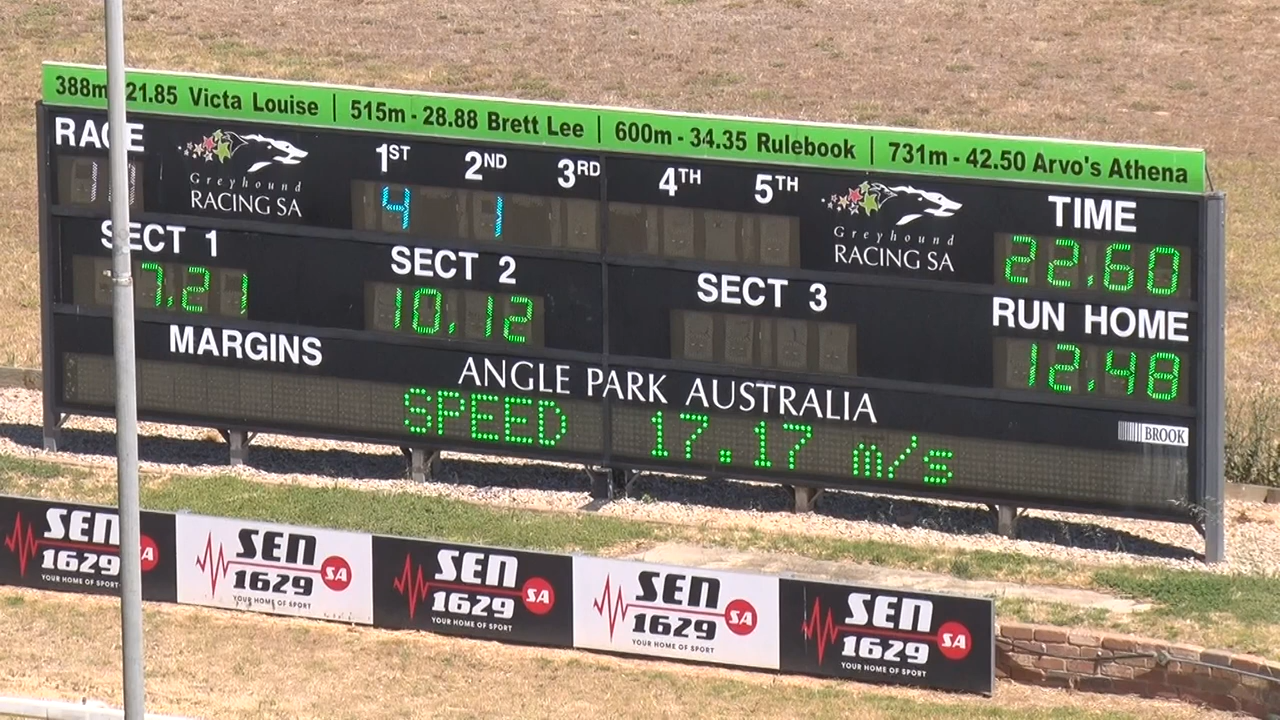 388m 21.85 Victa Louise | 515m - 28.88 Brett Lee | 600m - 34.35 Rulebook | 731m - 42.50 Arvo's Athena
RACE
Greyhound
RACING SA
1ST 2ND 3RD 4TH 5TH
4 1
Greyhound
RACING SA
TIME
22.60
SECT 1
7.21
SECT 2
10.12
SECT 3
RUN HOME
12.48
MARGINS
ANGLE PARK AUSTRALIA
BROOK
SPEED 17.17 m/s
SEN
1629
A
YOUR HOME OF SPORT
SEN
1629
SA
YOUR HOME OF SPORT
SEN
1629
SA
YOUR HOME OF SPORT
SEN
1629
SA
YOUR HOME OF SPORT
SEN
1629
SA
YOUR HOME OF SPORT